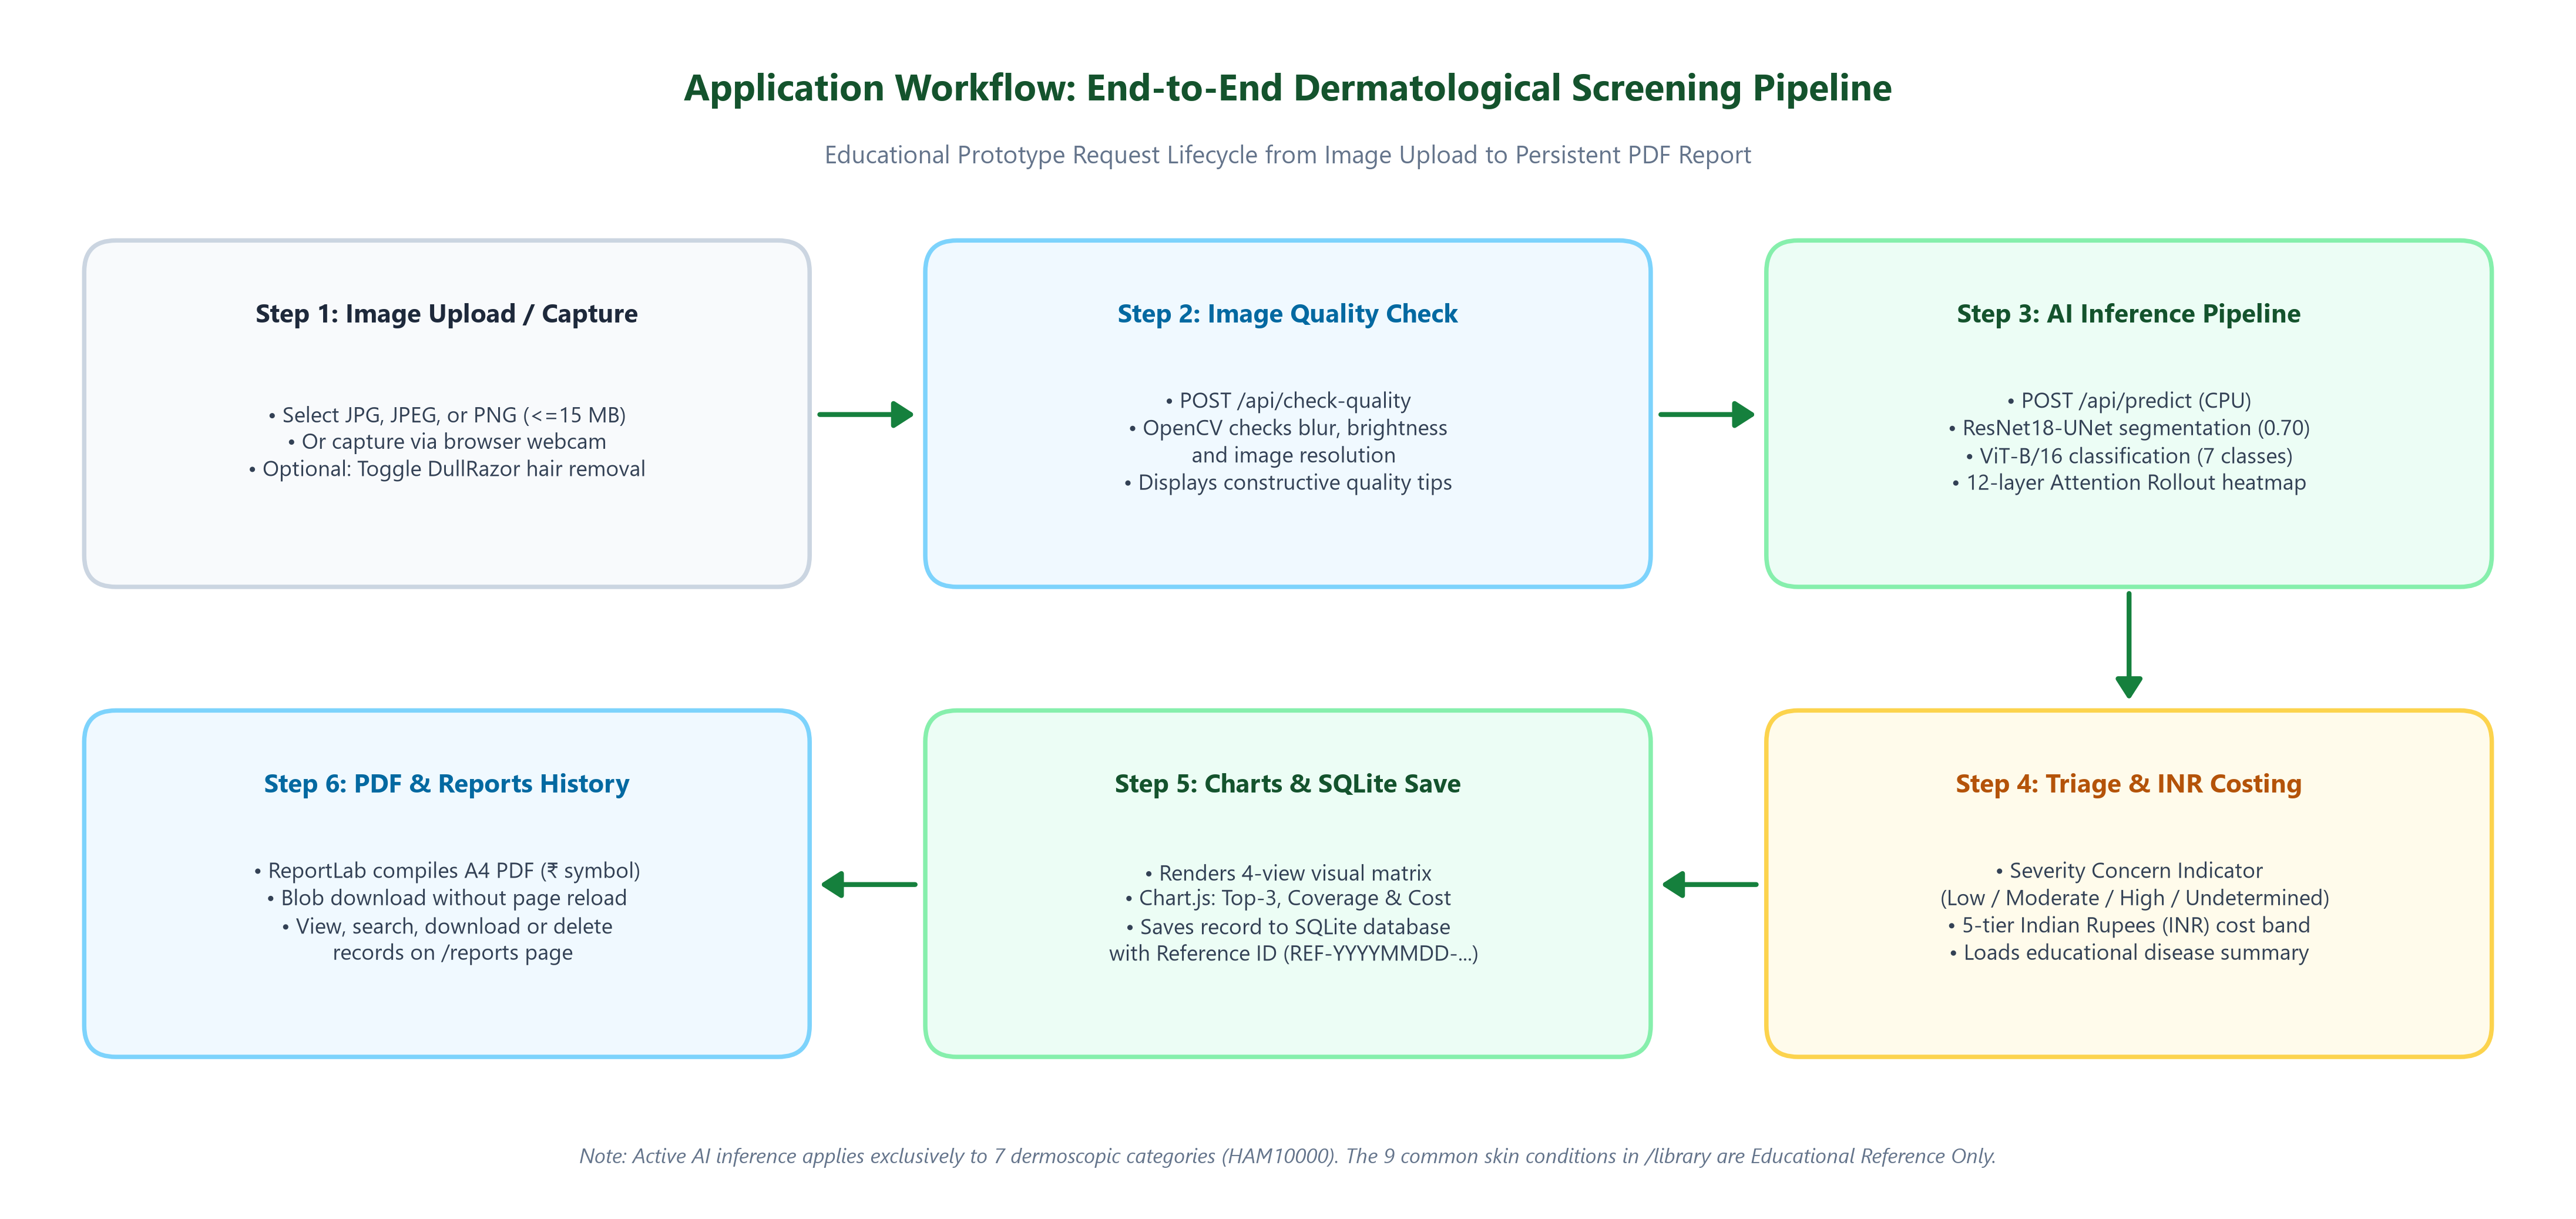 Application Workflow: End-to-End Dermatological Screening Pipeline
Educational Prototype Request Lifecycle from Image Upload to Persistent PDF Report
Step 1: Image Upload / Capture
• Select JPG, JPEG, or PNG (<=15 MB)
• Or capture via browser webcam
• Optional: Toggle DullRazor hair removal
Step 2: Image Quality Check
• POST /api/check-quality
• OpenCV checks blur, brightness
and image resolution
• Displays constructive quality tips
Step 3: AI Inference Pipeline
• POST /api/predict (CPU)
• ResNet18-UNet segmentation (0.70)
• ViT-B/16 classification (7 classes)
• 12-layer Attention Rollout heatmap
Step 4: Triage & INR Costing
• Severity Concern Indicator
(Low / Moderate / High / Undetermined)
• 5-tier Indian Rupees (INR) cost band
• Loads educational disease summary
Step 5: Charts & SQLite Save
• Renders 4-view visual matrix
• Chart.js: Top-3, Coverage & Cost
• Saves record to SQLite database
with Reference ID (REF-YYYYMMDD-...)
Step 6: PDF & Reports History
• ReportLab compiles A4 PDF (₹ symbol)
• Blob download without page reload
• View, search, download or delete
records on /reports page
Note: Active AI inference applies exclusively to 7 dermoscopic categories (HAM10000). The 9 common skin conditions in /library are Educational Reference Only.